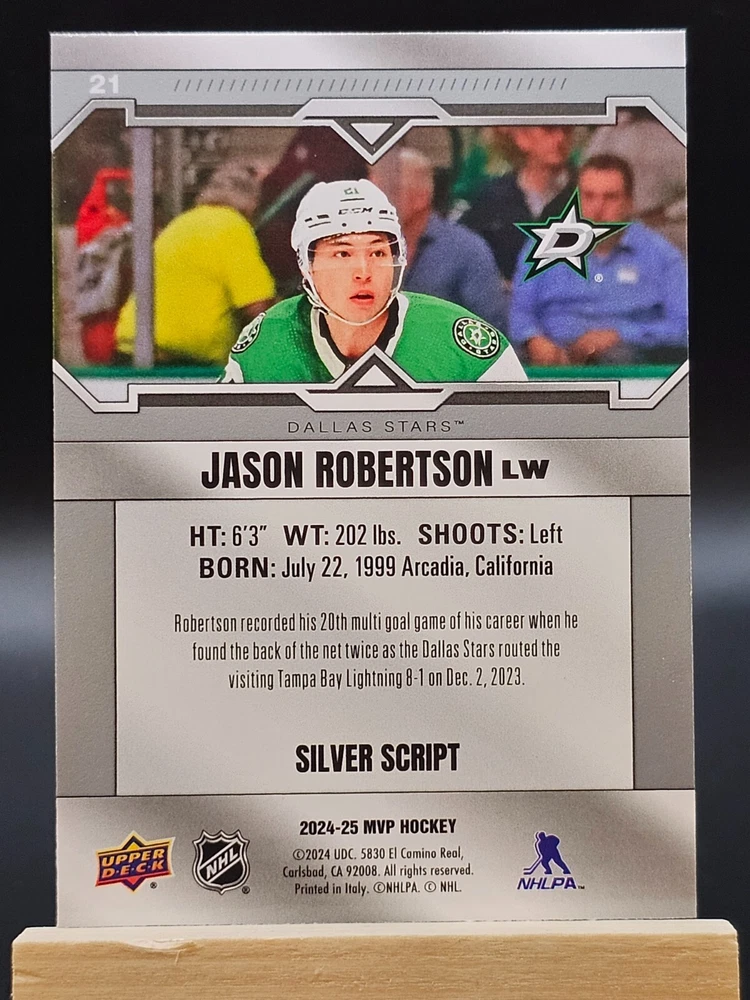 21
21
CCM
D
®
DALLAS STARS™
JASON ROBERTSON LW
HT: 6'3" WT: 202 lbs. SHOOTS: Left
BORN: July 22, 1999 Arcadia, California
Robertson recorded his 20th multi goal game of his career when he
found the back of the net twice as the Dallas Stars routed the
visiting Tampa Bay Lightning 8-1 on Dec. 2, 2023.
SILVER SCRIPT
2024-25 MVP HOCKEY
©2024 UDC. 5830 El Camino Real,
Carlsbad, CA 92008. All rights reserved.
Printed in Italy. ©NHLPA. © NHL.
UPPER
D·E·C·K®
NHL®
NHLPA™